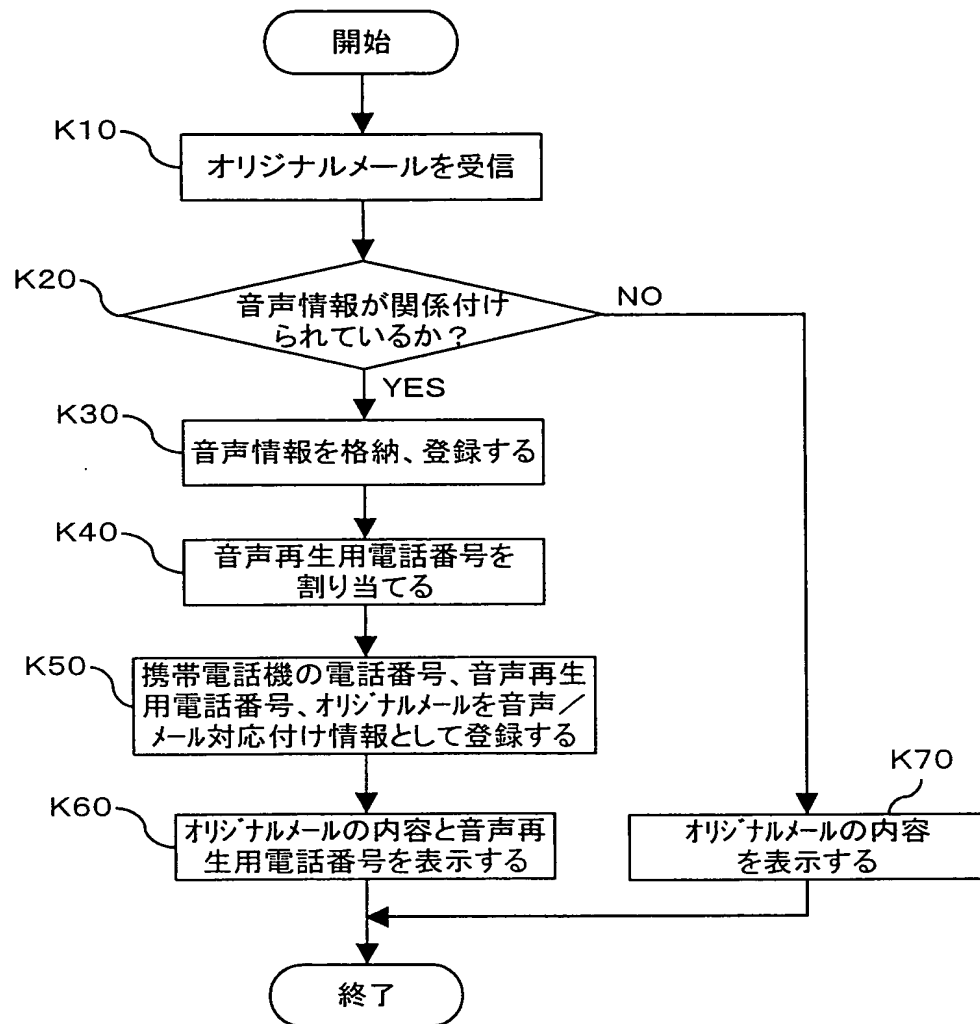 開始
K10
オリジナルメールを受信
K20
音声情報が関係付け
られているか？
NO
YES
K30
音声情報を格納、登録する
K40
音声再生用電話番号を
割り当てる
K50
携帯電話機の電話番号、音声再生
用電話番号、オリジナルメールを音声／
メール対応付け情報として登録する
K60
オリジナルメールの内容と音声再
生用電話番号を表示する
K70
オリジナルメールの内容
を表示する
終了